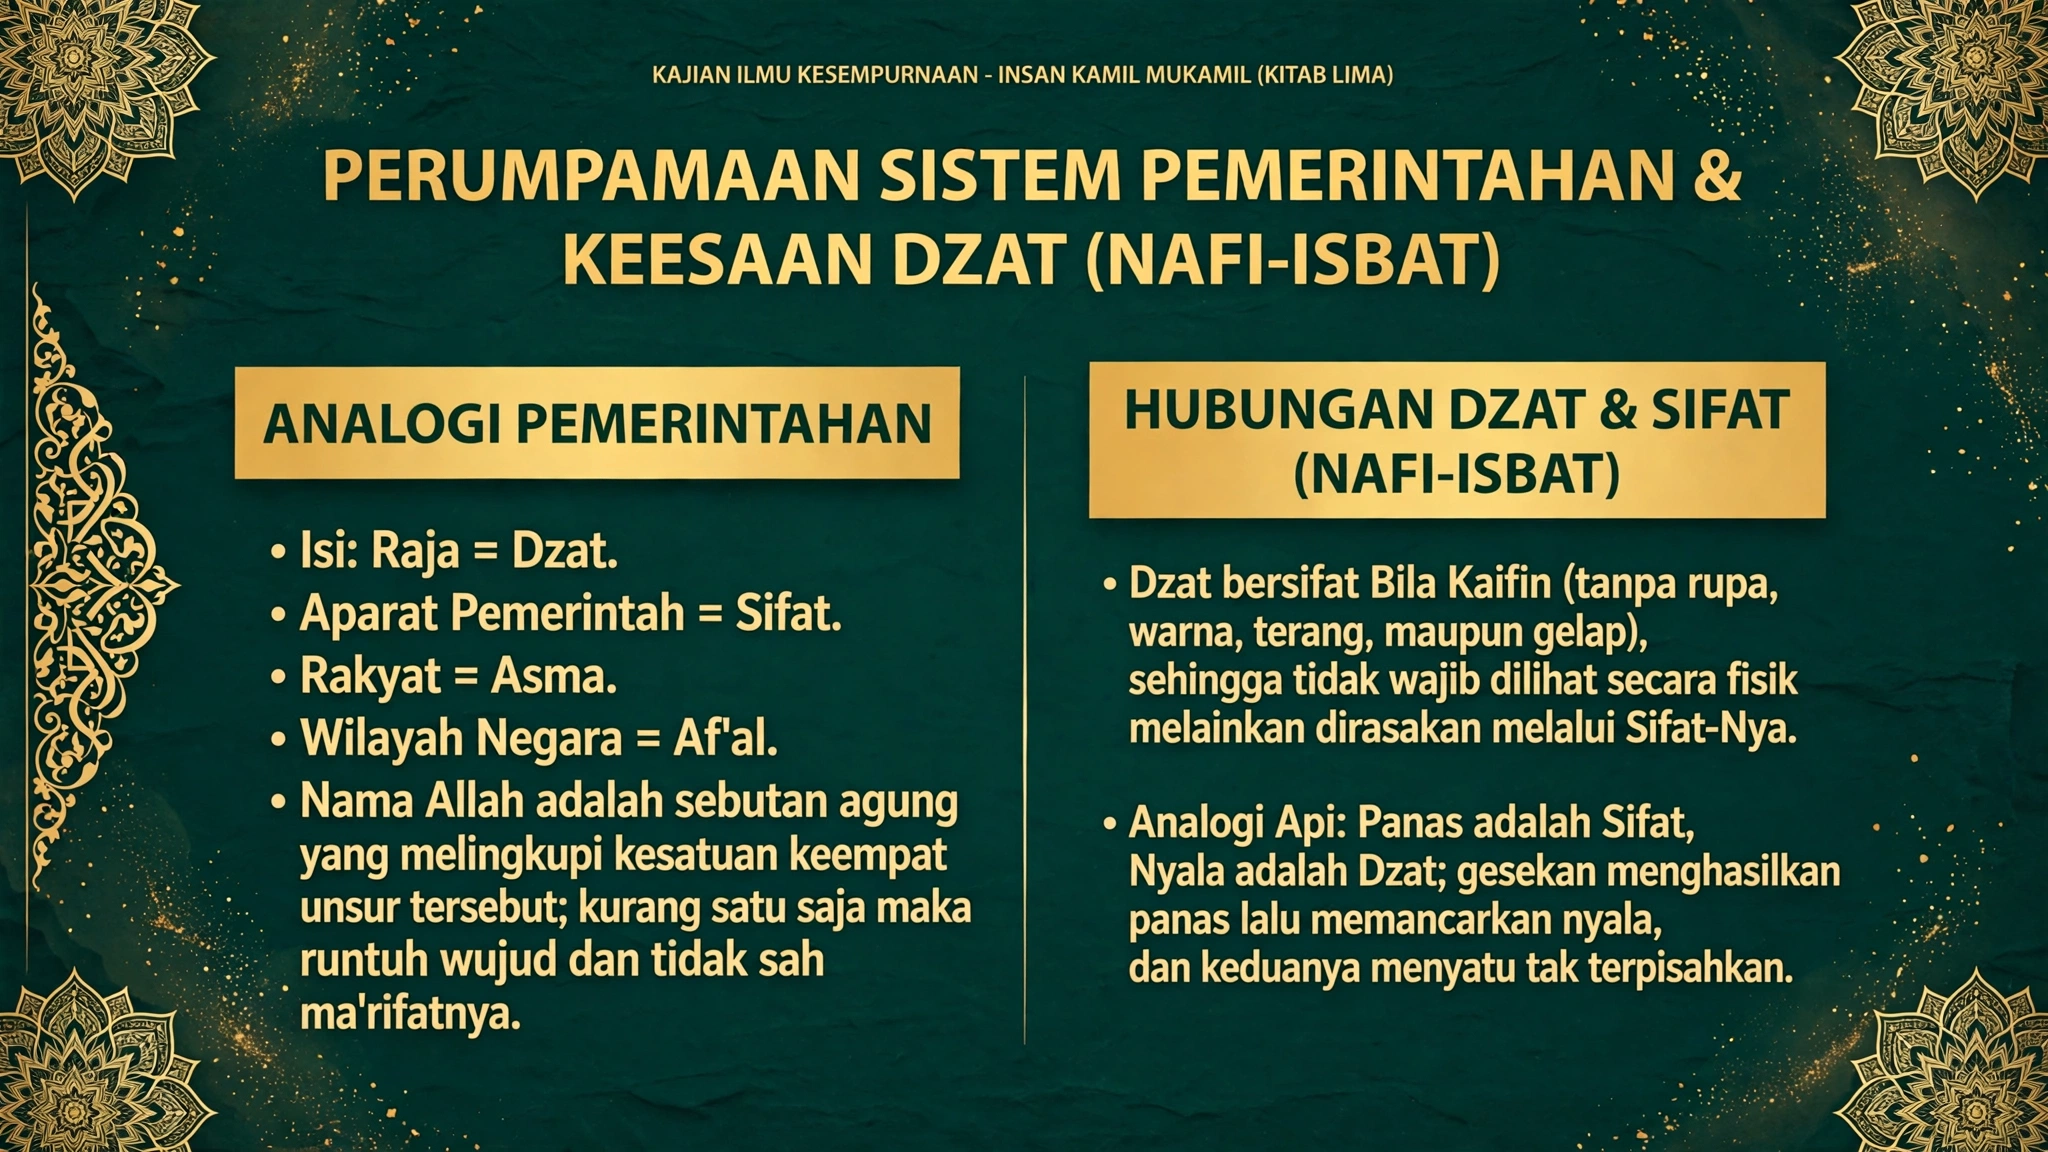 KAJIAN ILMU KESEMPURNAAN - INSAN KAMIL MUKAMIL (KITAB LIMA)
PERUMPAMAAN SISTEM PEMERINTAHAN &
KEESAAN DZAT (NAFI-ISBAT)
ANALOGI PEMERINTAHAN
• Isi: Raja = Dzat.
• Aparat Pemerintah = Sifat.
• Rakyat = Asma.
• Wilayah Negara = Af'al.
• Nama Allah adalah sebutan agung
yang melingkupi kesatuan keempat
unsur tersebut; kurang satu saja maka
runtuh wujud dan tidak sah
ma'rifatnya.
HUBUNGAN DZAT & SIFAT
(NAFI-ISBAT)
• Dzat bersifat Bila Kaifin (tanpa rupa,
warna, terang, maupun gelap),
sehingga tidak wajib dilihat secara fisik
melainkan dirasakan melalui Sifat-Nya.
• Analogi Api: Panas adalah Sifat,
Nyala adalah Dzat; gesekan menghasilkan
panas lalu memancarkan nyala,
dan keduanya menyatu tak terpisahkan.